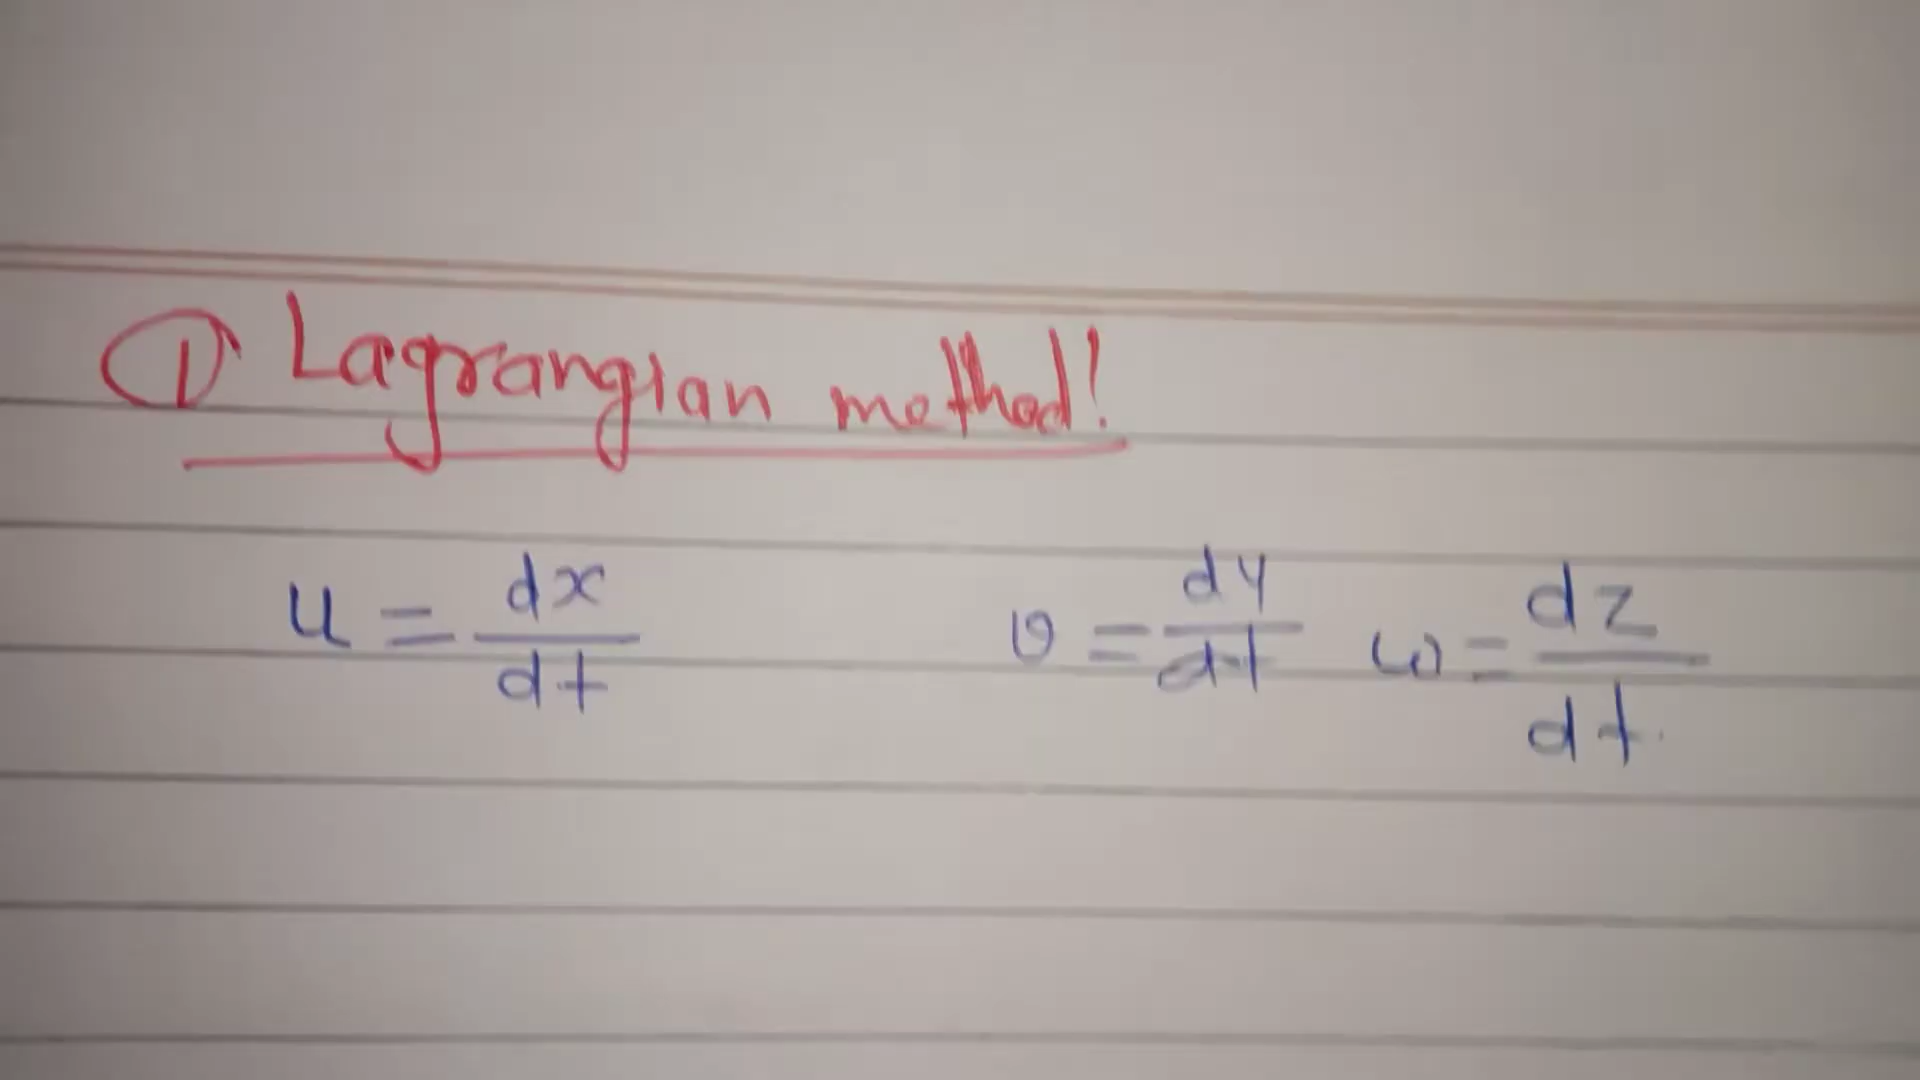 ① Lagrangian method!
u = dx/dt v = dy/dt w = dz/dt